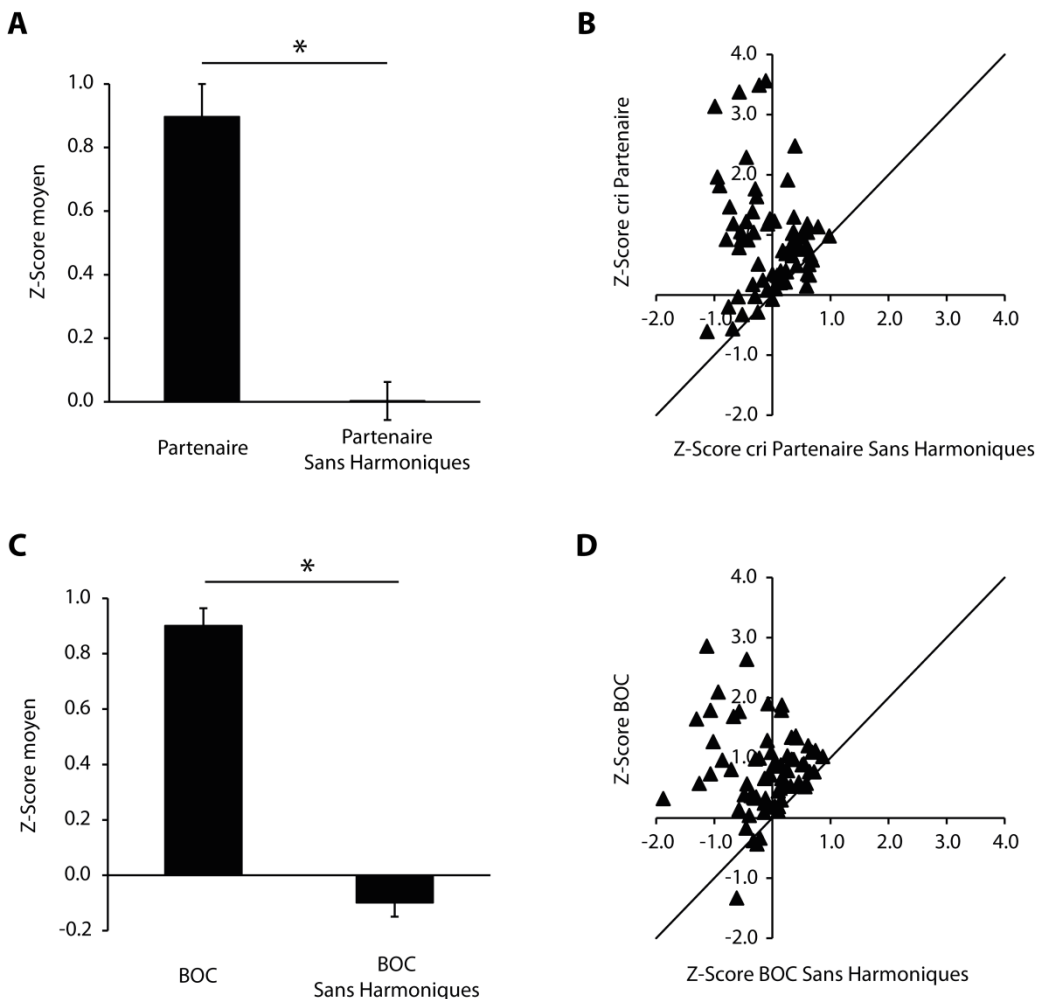 A
*
Z-Score moyen
1.0
0.8
0.6
0.4
0.2
0.0
Partenaire
Partenaire
Sans Harmoniques
B
Z-Score cri Partenaire
4.0
3.0
2.0
1.0
-1.0
-2.0
-2.0
-1.0
1.0
2.0
3.0
4.0
Z-Score cri Partenaire Sans Harmoniques
C
*
Z-Score moyen
1.0
0.8
0.6
0.4
0.2
0.0
-0.2
BOC
BOC
Sans Harmoniques
D
Z-Score BOC
4.0
3.0
2.0
1.0
-1.0
-2.0
-2.0
-1.0
1.0
2.0
3.0
4.0
Z-Score BOC Sans Harmoniques